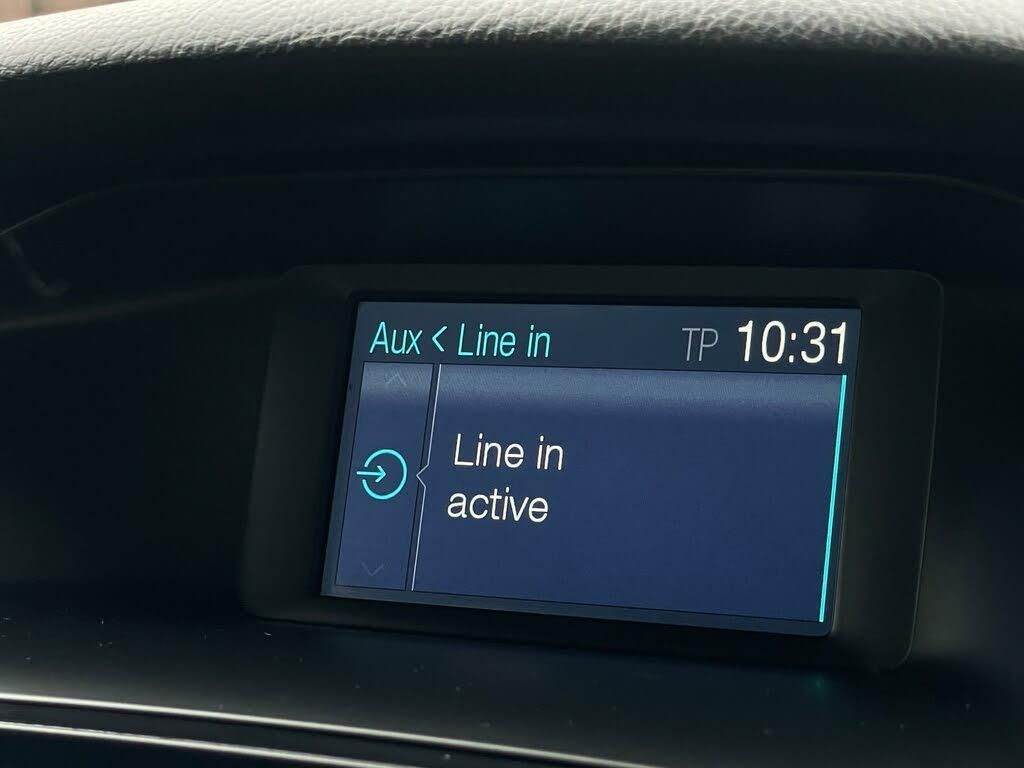 Aux < Line in TP 10:31
Line in
active